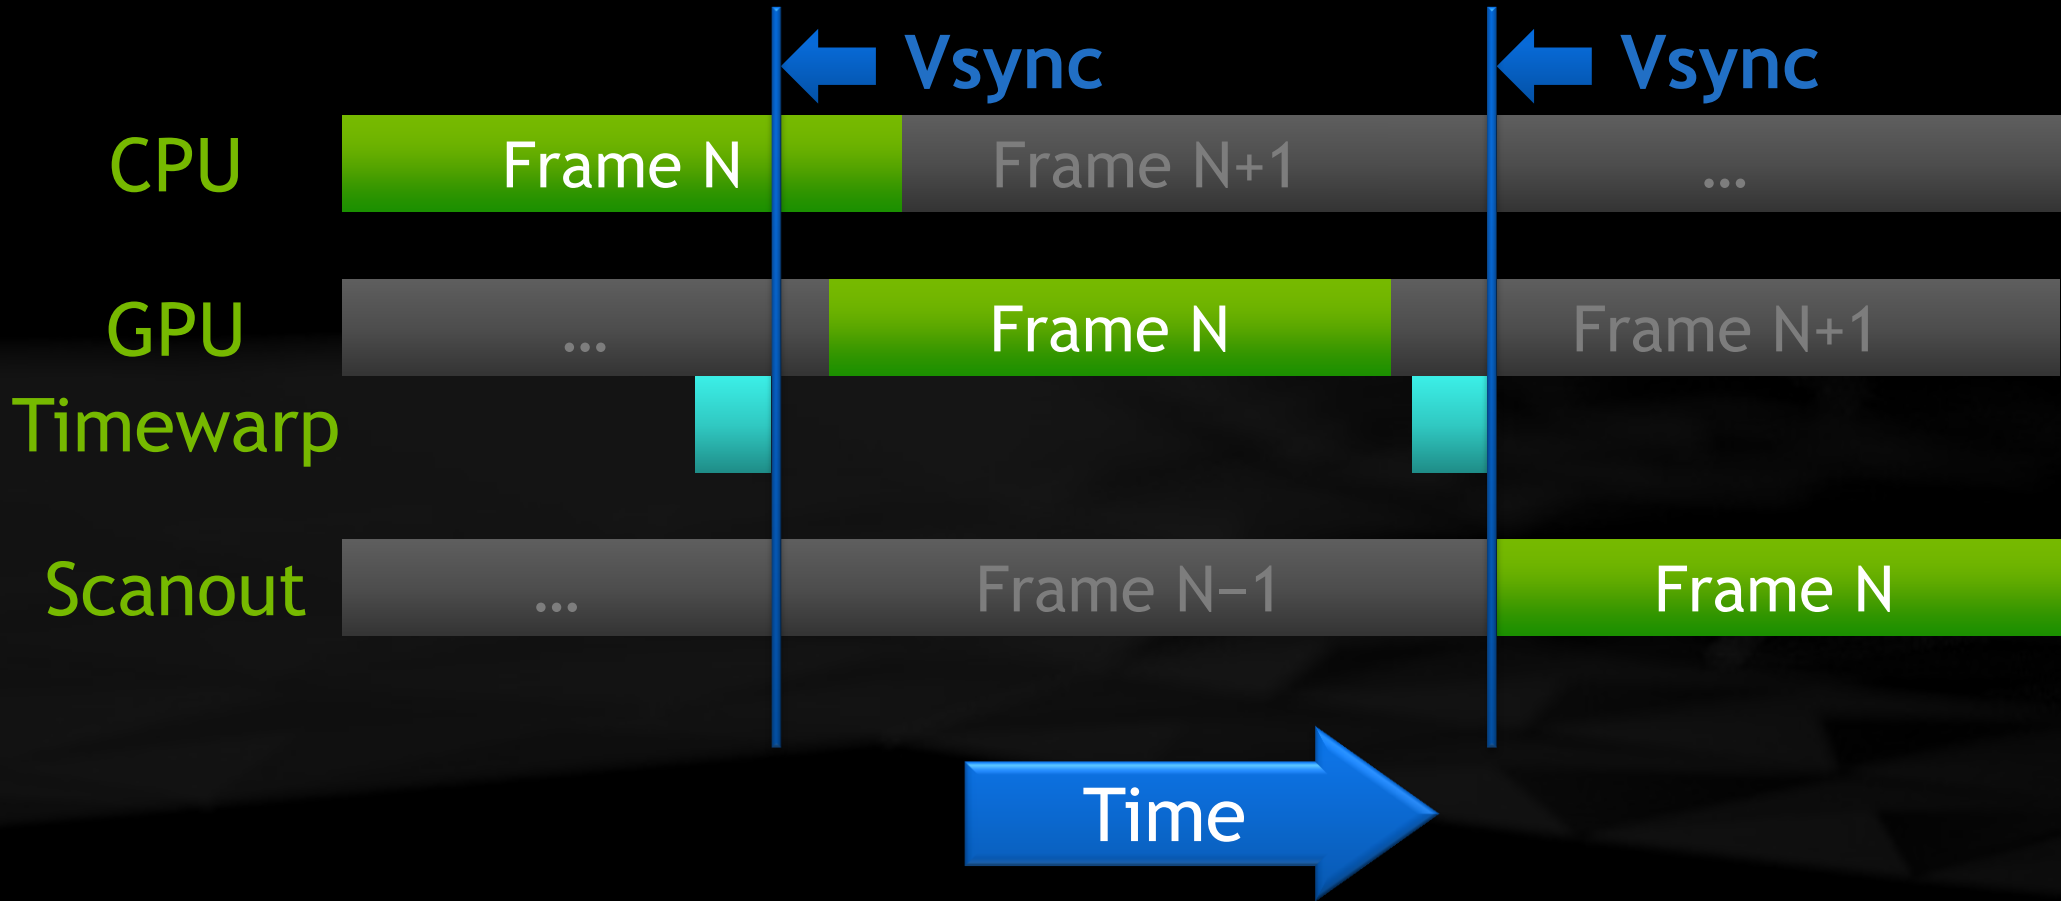 Vsync Vsync
CPU Frame N Frame N+1 ...
GPU ... Frame N Frame N+1
Timewarp
Scanout ... Frame N–1 Frame N
Time